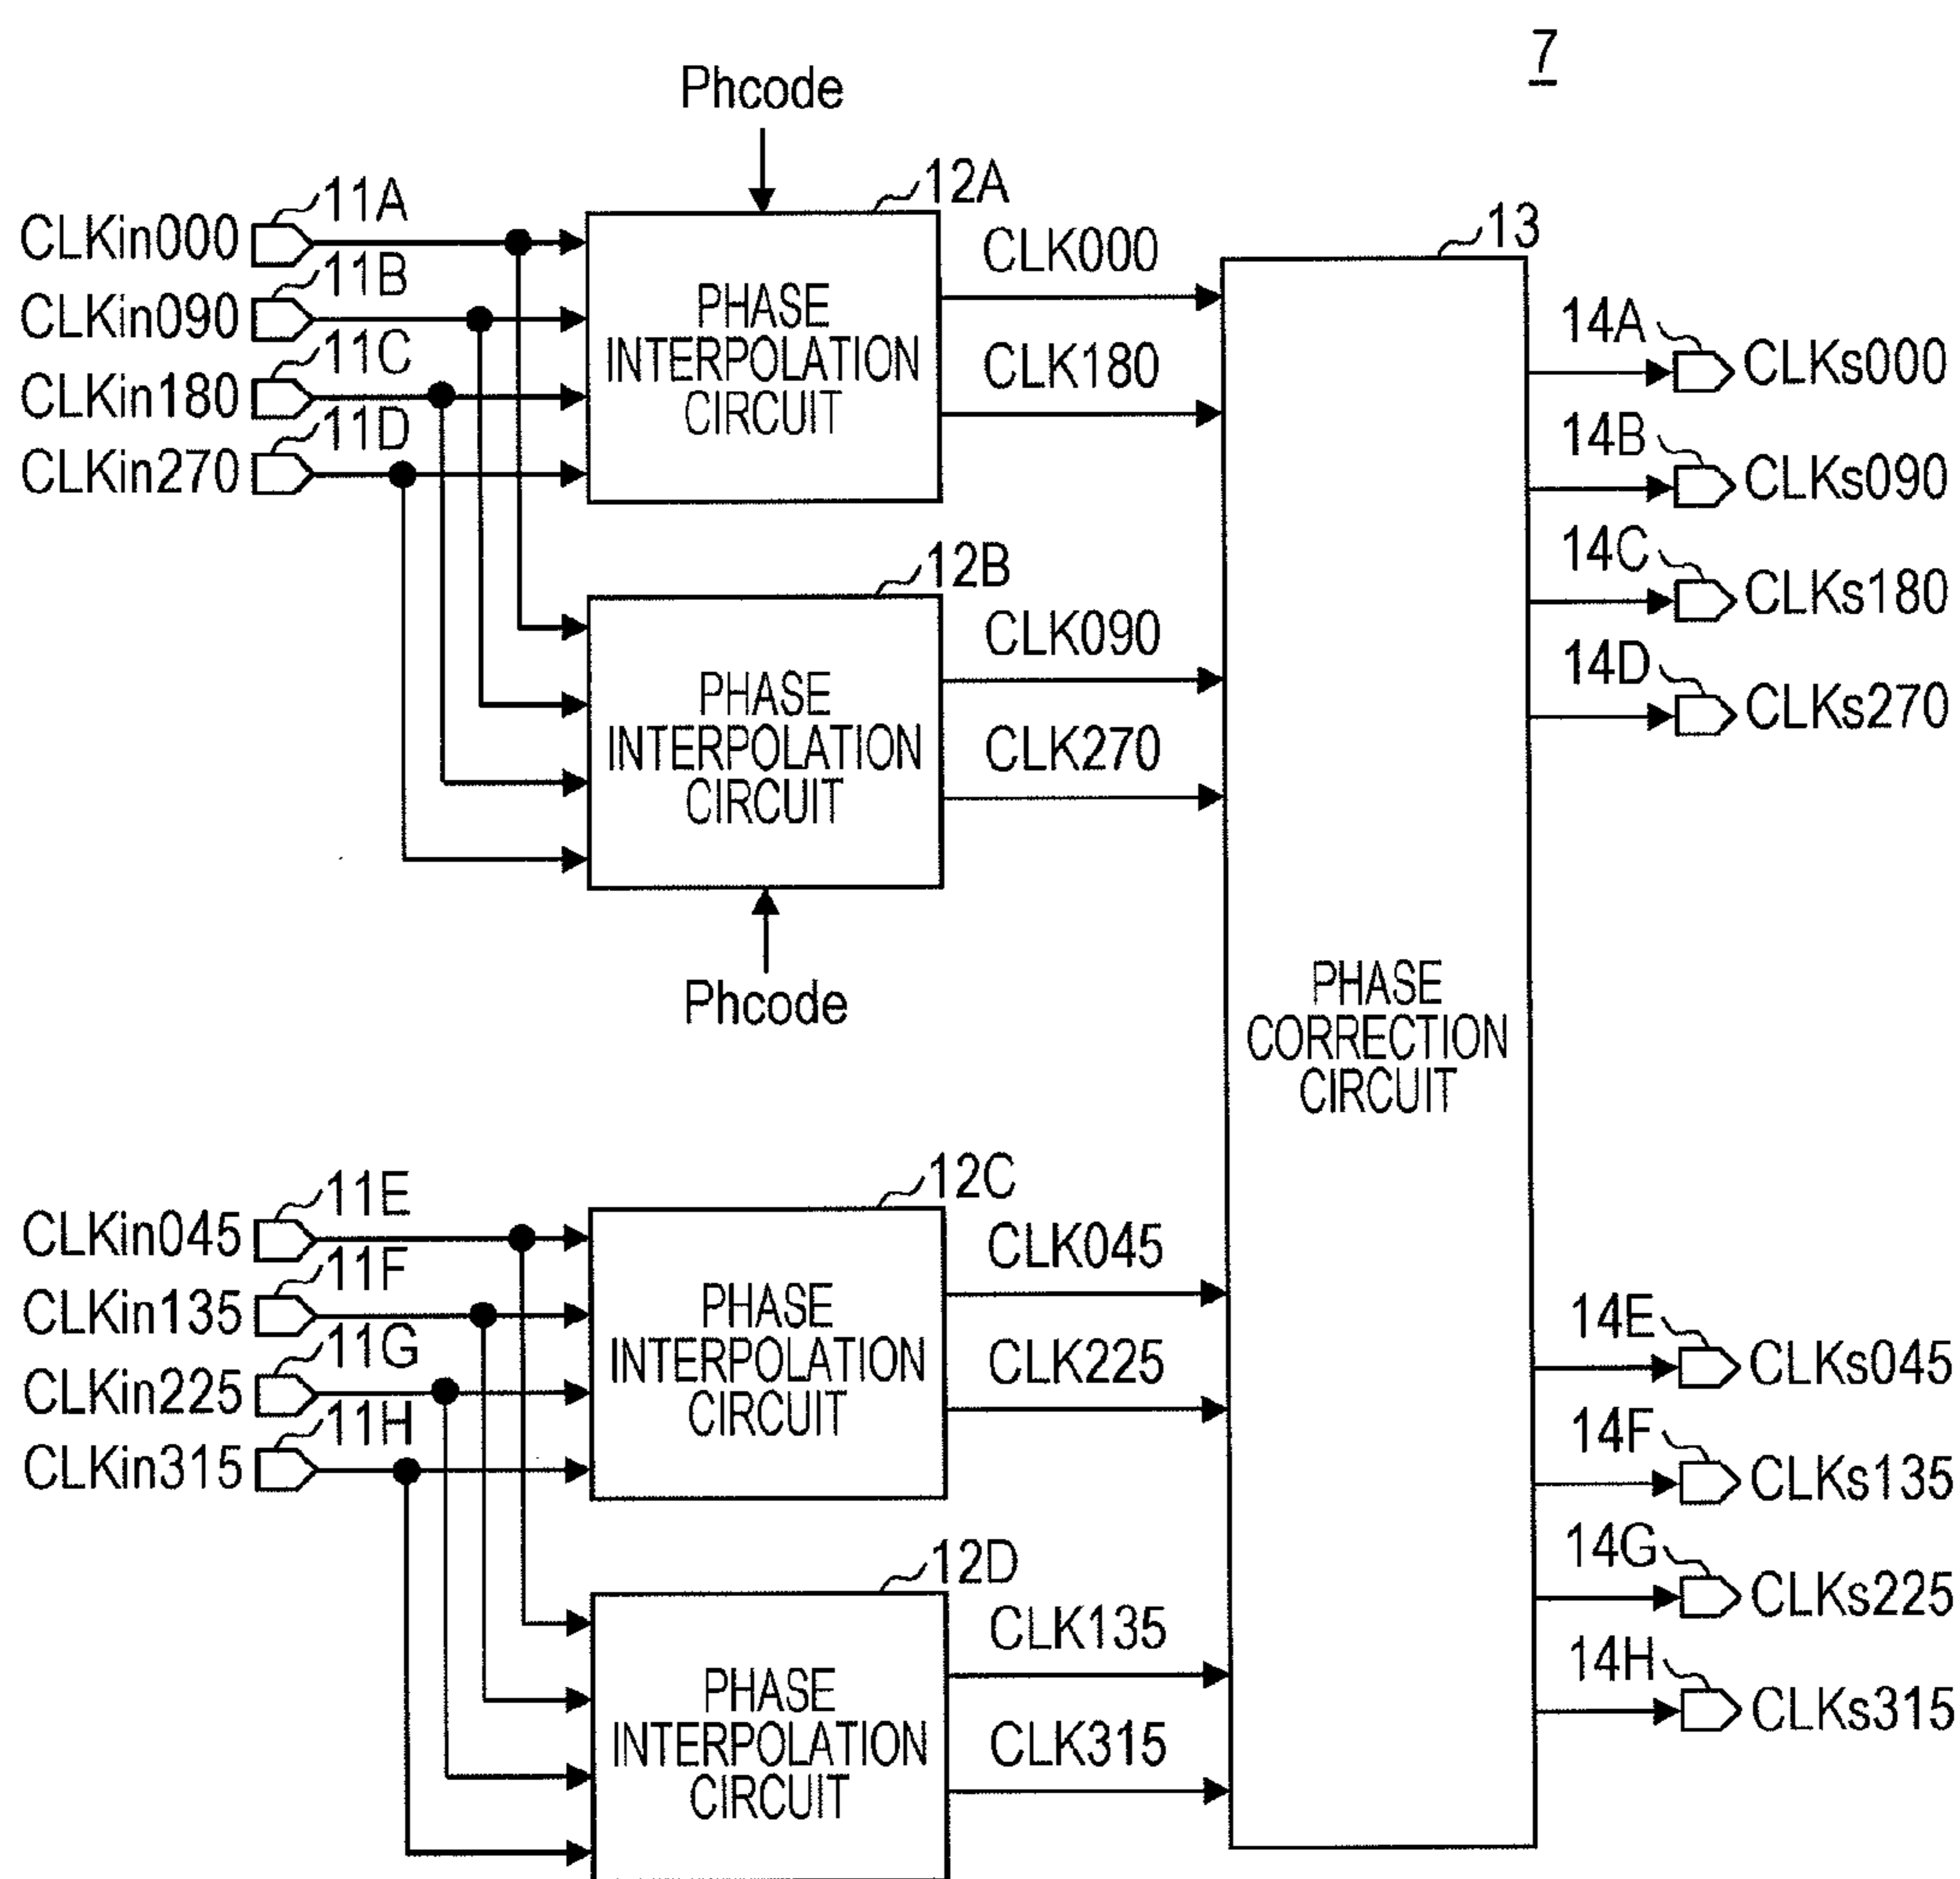 7
Phcode
12A
CLKin000
11A
CLKin090
11B
CLKin180
11C
CLKin270
11D
PHASE
INTERPOLATION
CIRCUIT
CLK000
CLK180
13
14A
CLKs000
14B
CLKs090
14C
CLKs180
14D
CLKs270
12B
PHASE
INTERPOLATION
CIRCUIT
CLK090
CLK270
Phcode
PHASE
CORRECTION
CIRCUIT
12C
CLKin045
11E
CLKin135
11F
CLKin225
11G
CLKin315
11H
PHASE
INTERPOLATION
CIRCUIT
CLK045
CLK225
14E
CLKs045
14F
CLKs135
14G
CLKs225
14H
CLKs315
12D
PHASE
INTERPOLATION
CIRCUIT
CLK135
CLK315